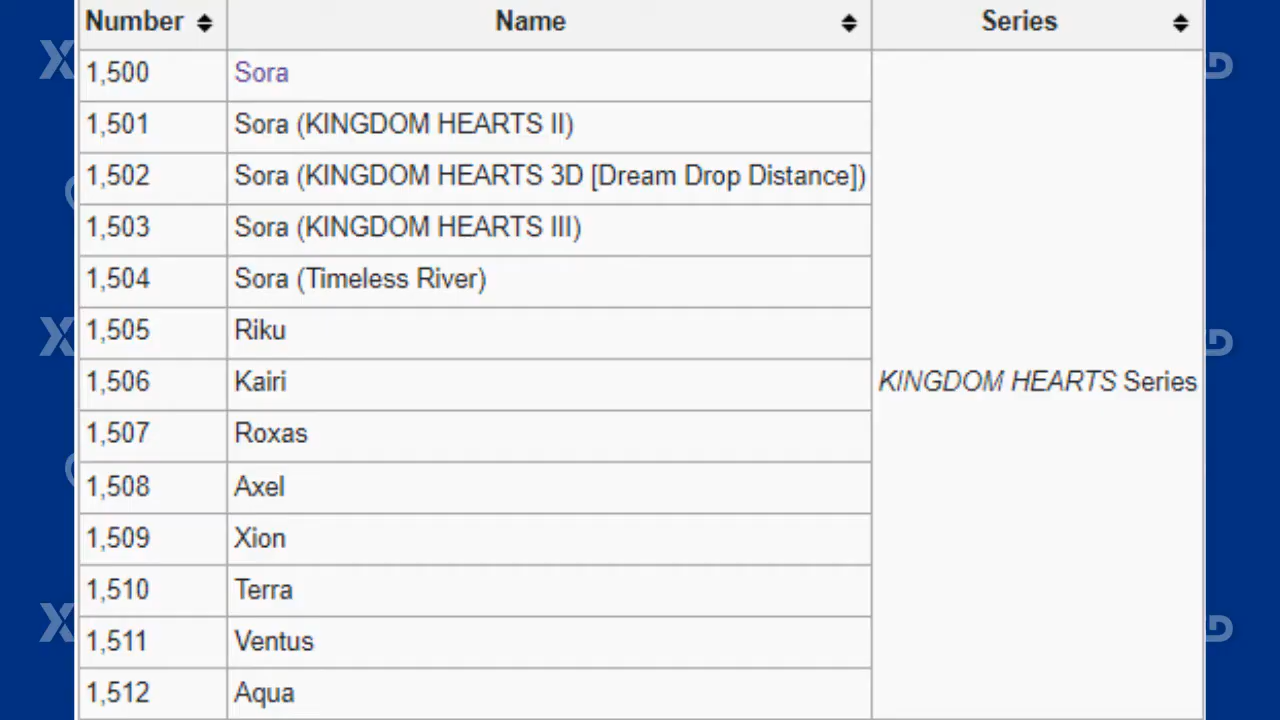 Number Name Series
1,500 Sora
1,501 Sora (KINGDOM HEARTS II)
1,502 Sora (KINGDOM HEARTS 3D [Dream Drop Distance])
1,503 Sora (KINGDOM HEARTS III)
1,504 Sora (Timeless River)
1,505 Riku
1,506 Kairi KINGDOM HEARTS Series
1,507 Roxas
1,508 Axel
1,509 Xion
1,510 Terra
1,511 Ventus
1,512 Aqua